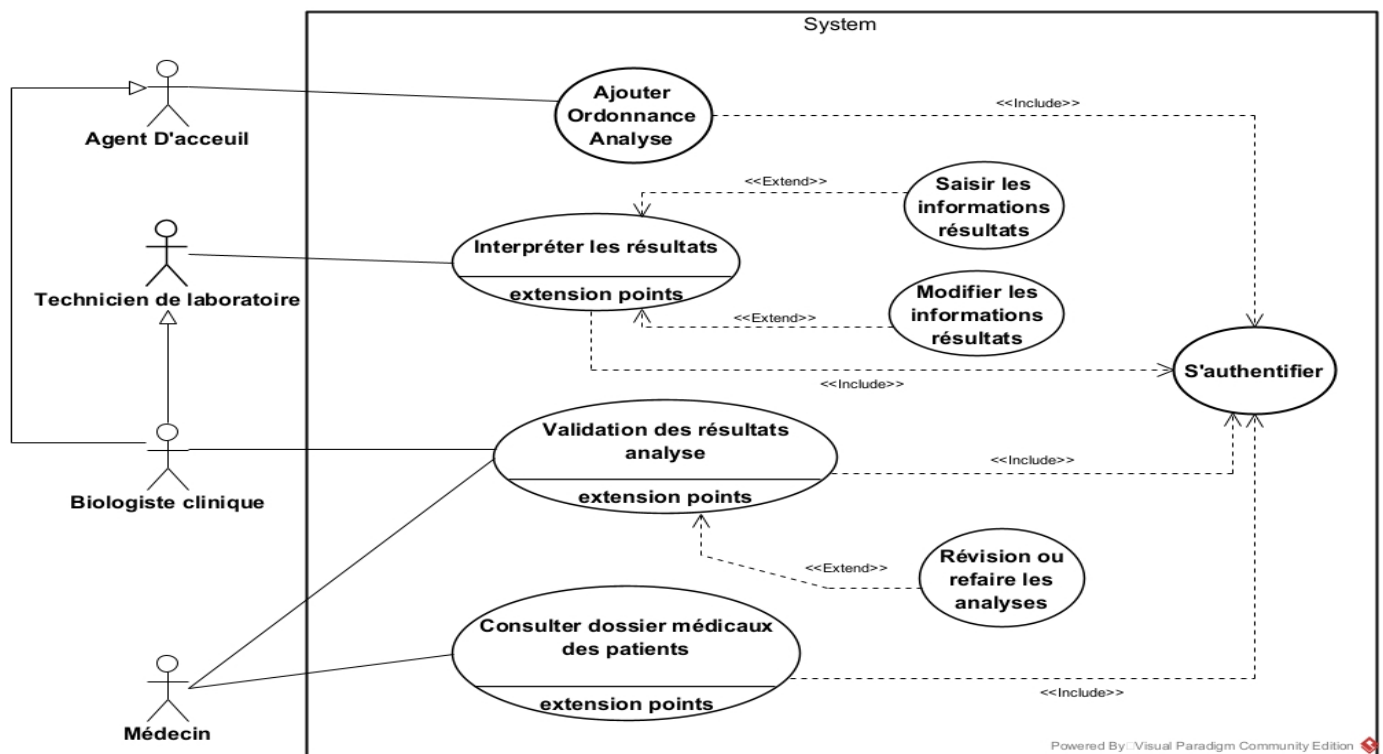 System
Agent D'acceuil
Ajouter
Ordonnance
Analyse
<<Include>>
<<Extend>>
Saisir les
informations
résultats
Interpréter les résultats
extension points
Technicien de laboratoire
<<Extend>>
Modifier les
informations
résultats
<<Include>>
S'authentifier
Validation des résultats
analyse
extension points
<<Include>>
Biologiste clinique
<<Extend>>
Révision ou
refaire les
analyses
Consulter dossier médicaux
des patients
extension points
<<Include>>
Médecin
Powered By Visual Paradigm Community Edition